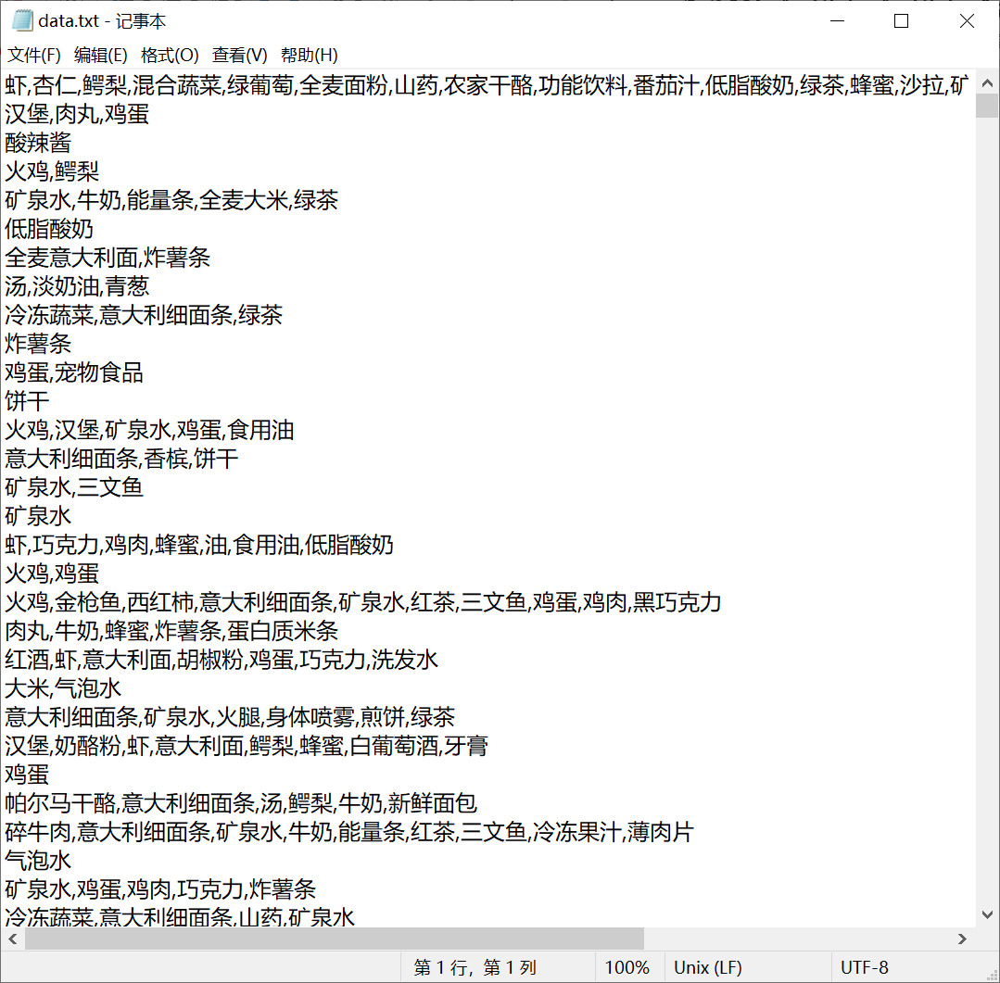 data.txt - 记事本
文件(F) 编辑(E) 格式(O) 查看(V) 帮助(H)
虾,杏仁,鳄梨,混合蔬菜,绿葡萄,全麦面粉,山药,农家干酪,功能饮料,番茄汁,低脂酸奶,绿茶,蜂蜜,沙拉,矿
汉堡,肉丸,鸡蛋
酸辣酱
火鸡,鳄梨
矿泉水,牛奶,能量条,全麦大米,绿茶
低脂酸奶
全麦意大利面,炸薯条
汤,淡奶油,青葱
冷冻蔬菜,意大利细面条,绿茶
炸薯条
鸡蛋,宠物食品
饼干
火鸡,汉堡,矿泉水,鸡蛋,食用油
意大利细面条,香槟,饼干
矿泉水,三文鱼
矿泉水
虾,巧克力,鸡肉,蜂蜜,油,食用油,低脂酸奶
火鸡,鸡蛋
火鸡,金枪鱼,西红柿,意大利细面条,矿泉水,红茶,三文鱼,鸡蛋,鸡肉,黑巧克力
肉丸,牛奶,蜂蜜,炸薯条,蛋白质米条
红酒,虾,意大利面,胡椒粉,鸡蛋,巧克力,洗发水
大米,气泡水
意大利细面条,矿泉水,火腿,身体喷雾,煎饼,绿茶
汉堡,奶酪粉,虾,意大利面,鳄梨,蜂蜜,白葡萄酒,牙膏
鸡蛋
帕尔马干酪,意大利细面条,汤,鳄梨,牛奶,新鲜面包
碎牛肉,意大利细面条,矿泉水,牛奶,能量条,红茶,三文鱼,冷冻果汁,薄肉片
气泡水
矿泉水,鸡蛋,鸡肉,巧克力,炸薯条
冷冻蔬菜,意大利细面条,山药,矿泉水
第 1 行，第 1 列 100% Unix (LF) UTF-8